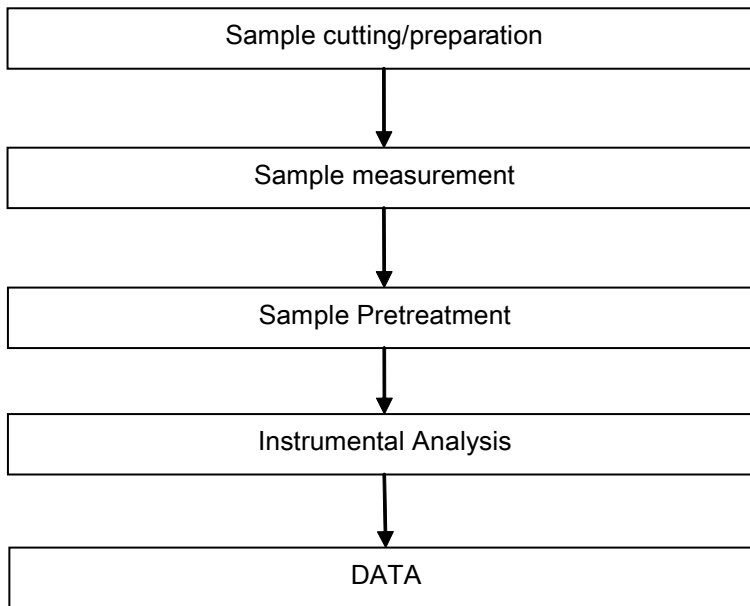 Sample cutting/preparation
Sample measurement
Sample Pretreatment
Instrumental Analysis
DATA